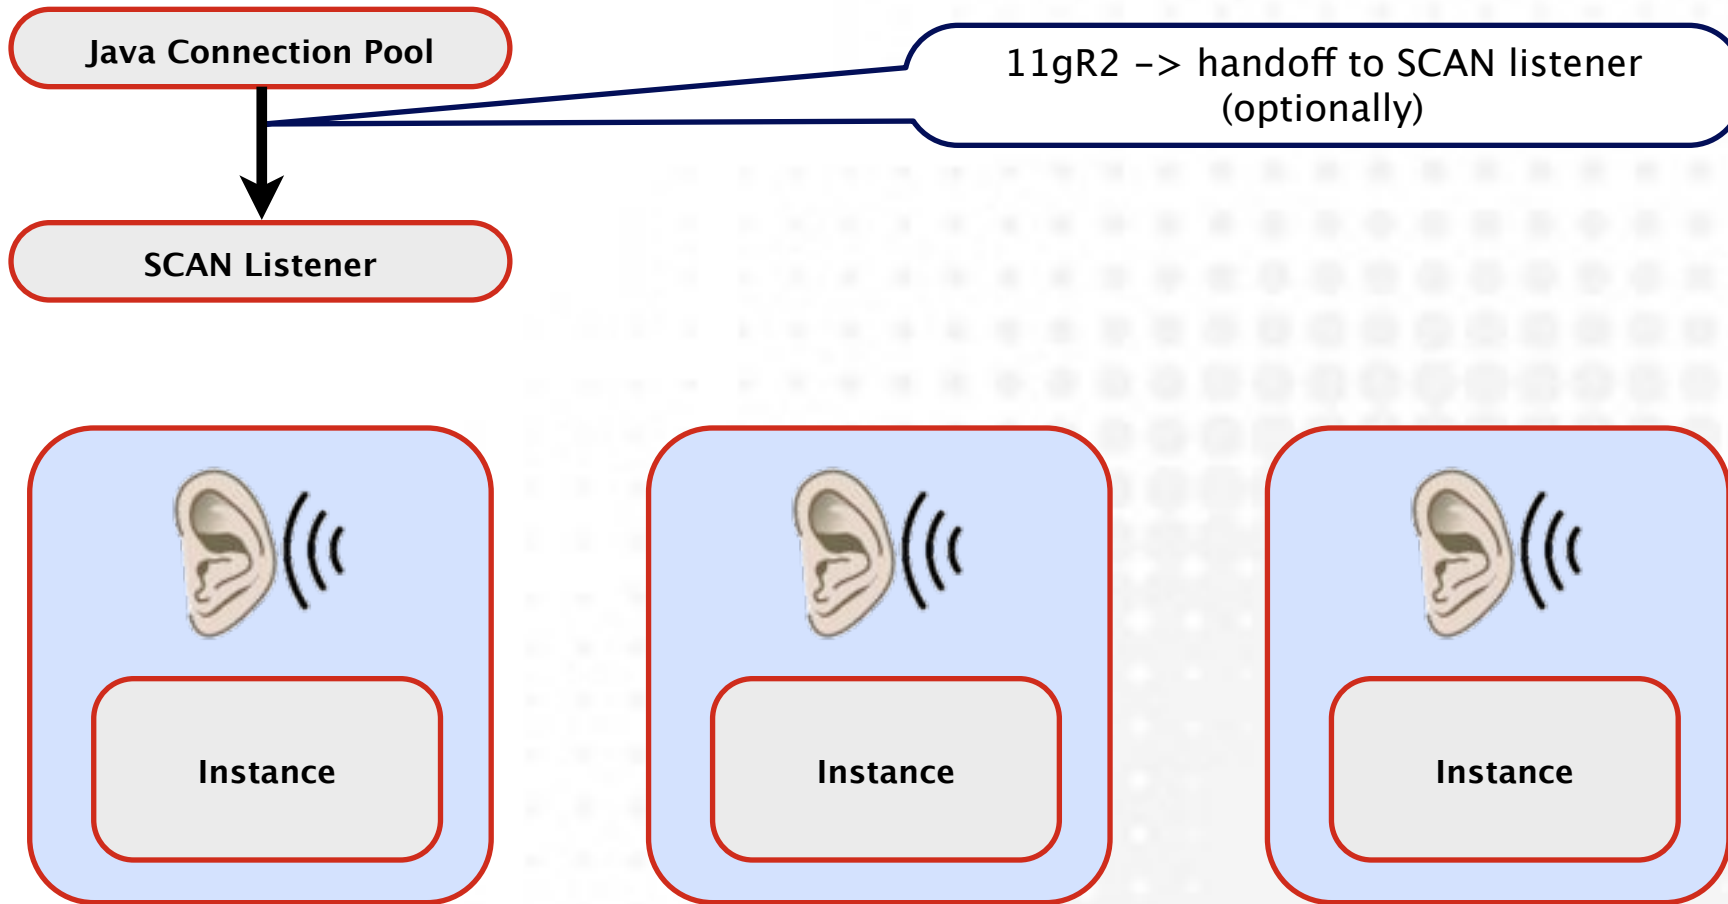 Java Connection Pool
11gR2 -> handoff to SCAN listener
(optionally)
SCAN Listener
Instance
Instance
Instance